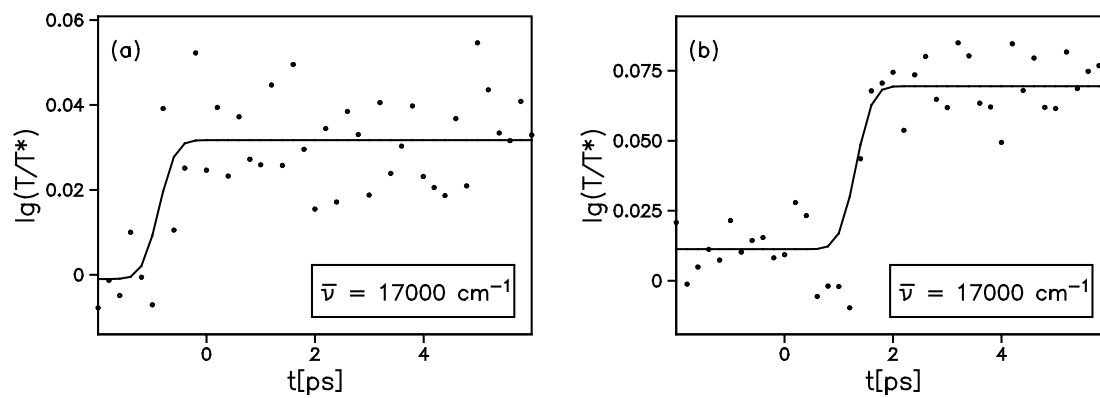 (a)
0.06
0.04
0.02
0
lg(T/T*)
ν̅ = 17000 cm⁻¹
0 2 4
t[ps]
(b)
0.075
0.050
0.025
0
lg(T/T*)
ν̅ = 17000 cm⁻¹
0 2 4
t[ps]